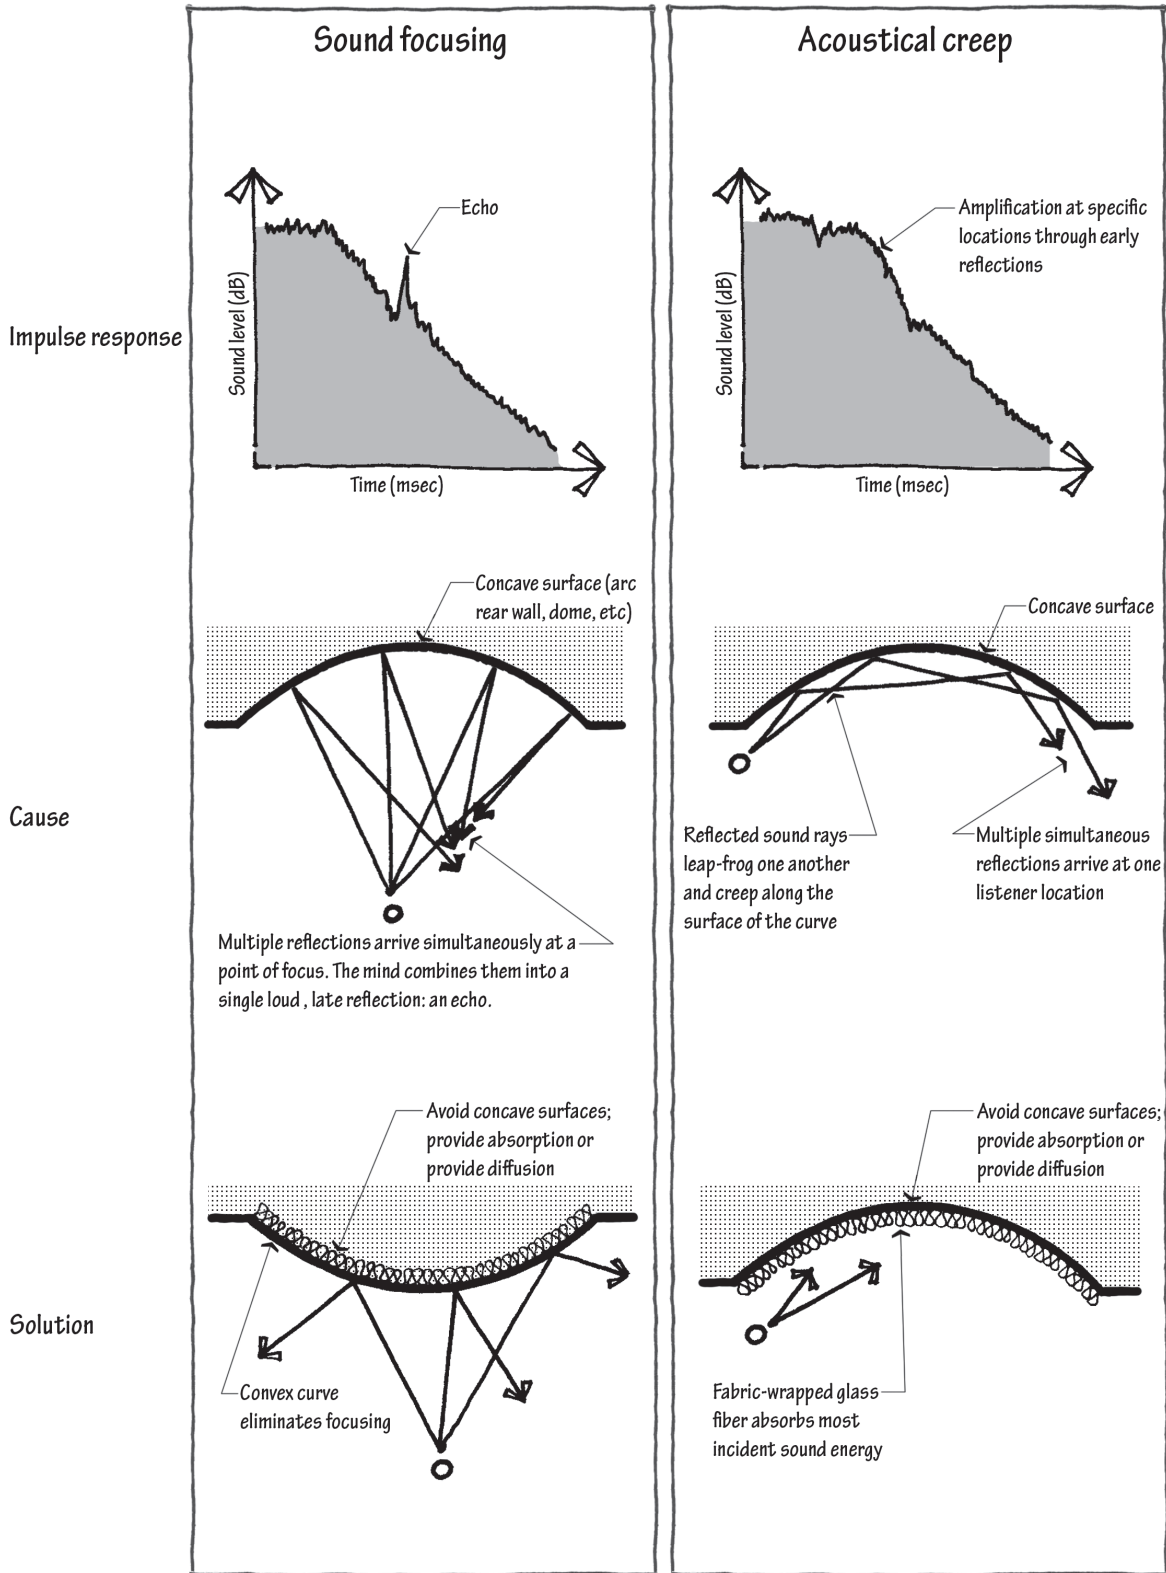 Sound focusing
Acoustical creep
Impulse response
Sound level (dB)
Echo
Time (msec)
Sound level (dB)
Amplification at specific
locations through early
reflections
Time (msec)
Cause
Concave surface (arc
rear wall, dome, etc)
Multiple reflections arrive simultaneously at a
point of focus. The mind combines them into a
single loud , late reflection: an echo.
Concave surface
Reflected sound rays
leap-frog one another
and creep along the
surface of the curve
Multiple simultaneous
reflections arrive at one
listener location
Solution
Avoid concave surfaces;
provide absorption or
provide diffusion
Convex curve
eliminates focusing
Avoid concave surfaces;
provide absorption or
provide diffusion
Fabric-wrapped glass
fiber absorbs most
incident sound energy